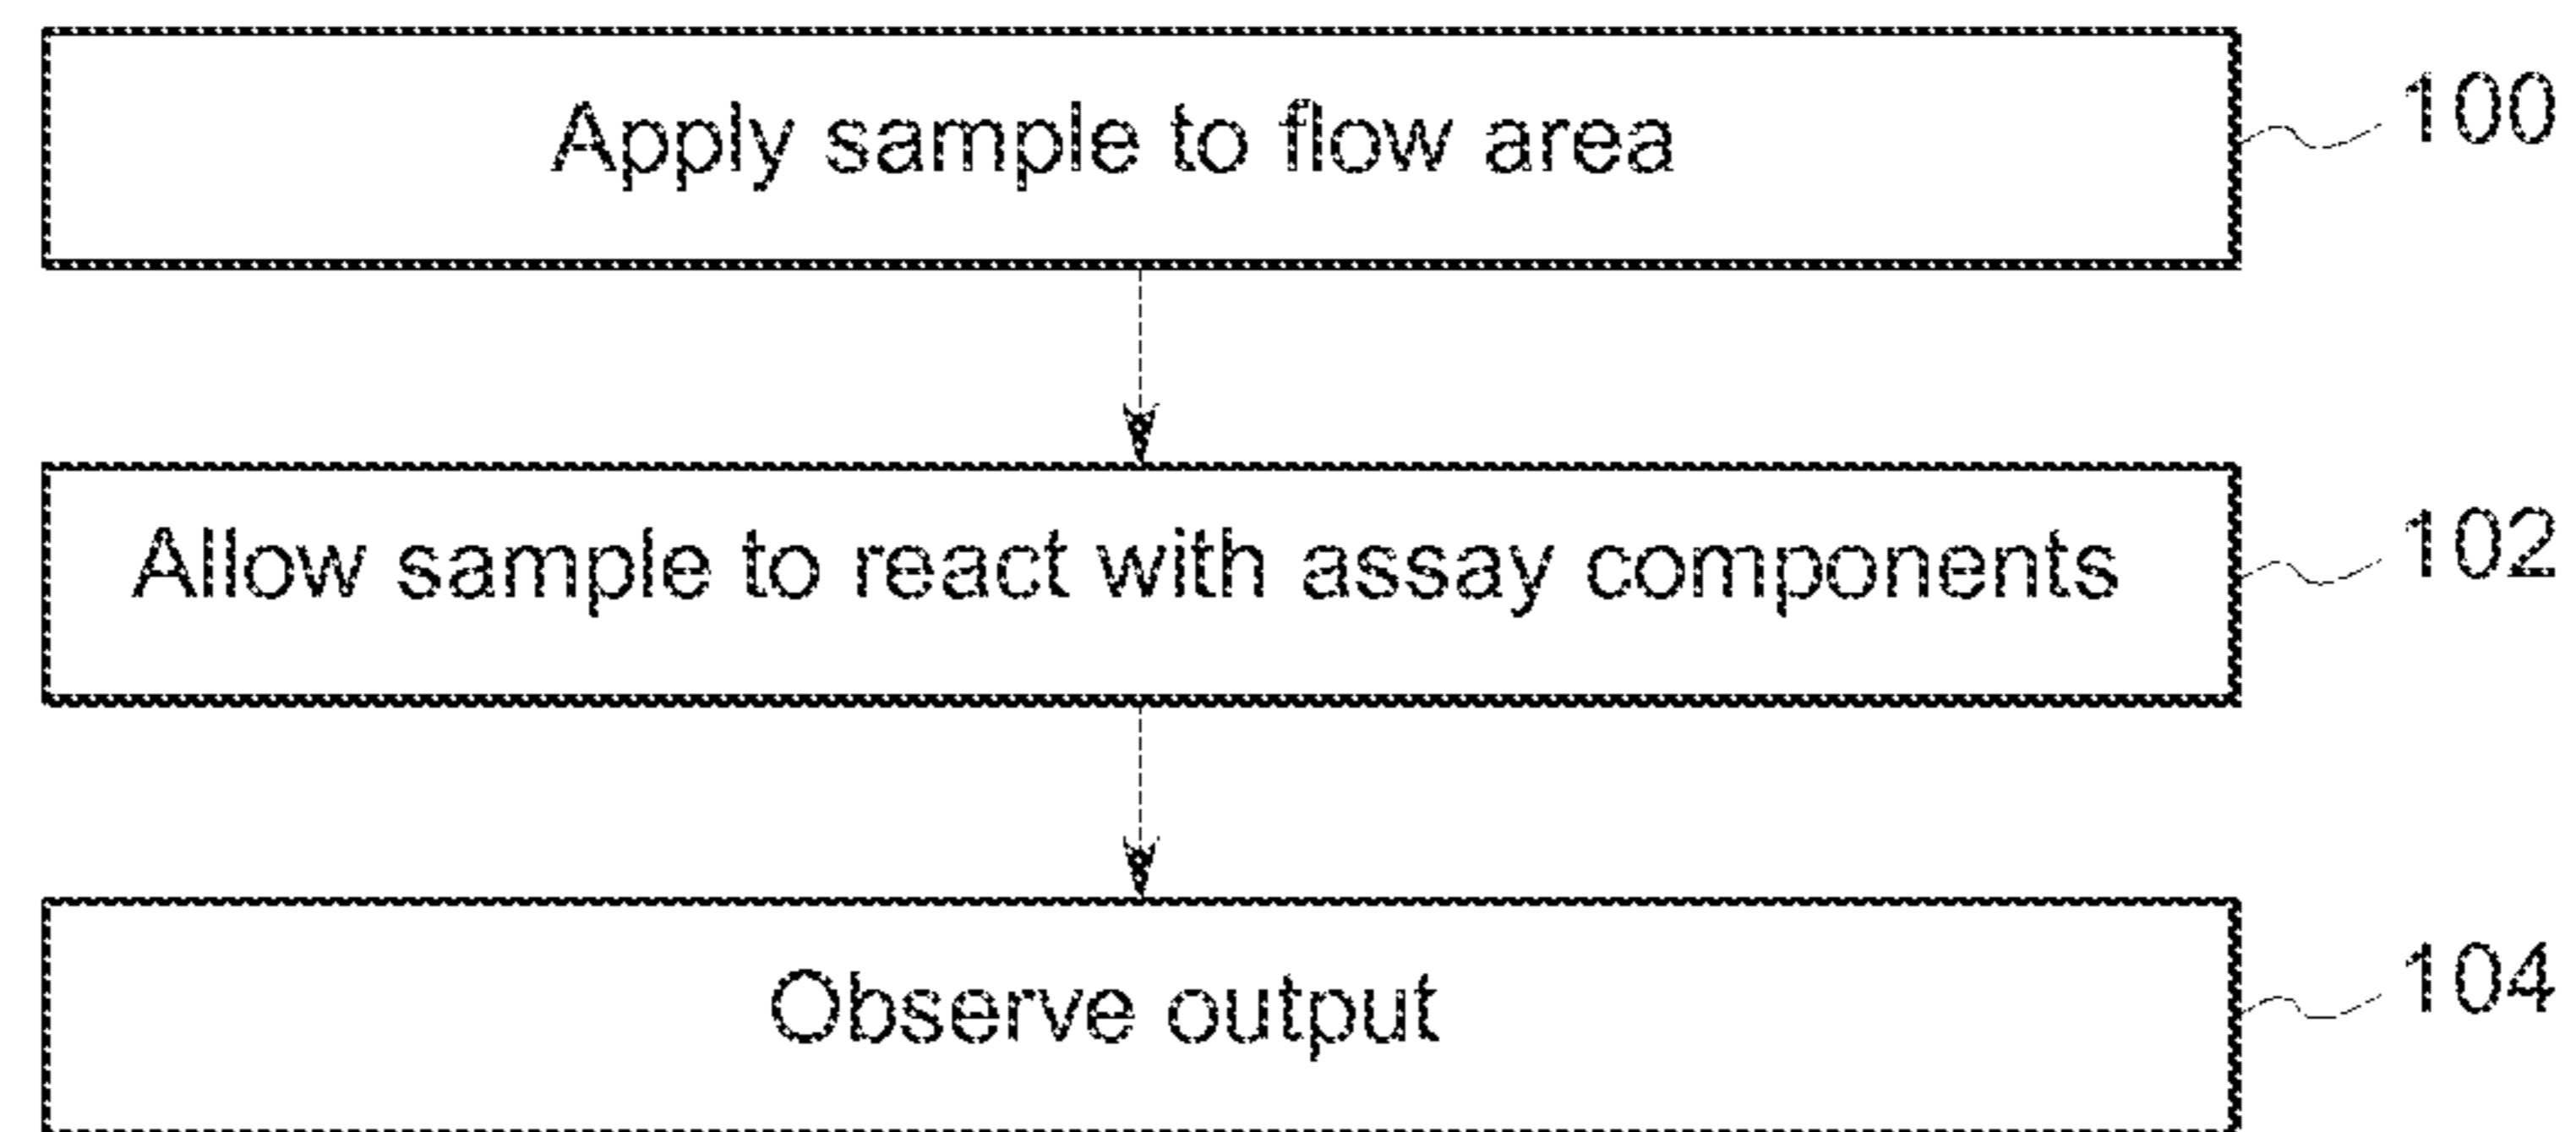 Apply sample to flow area 100
Allow sample to react with assay components 102
Observe output 104